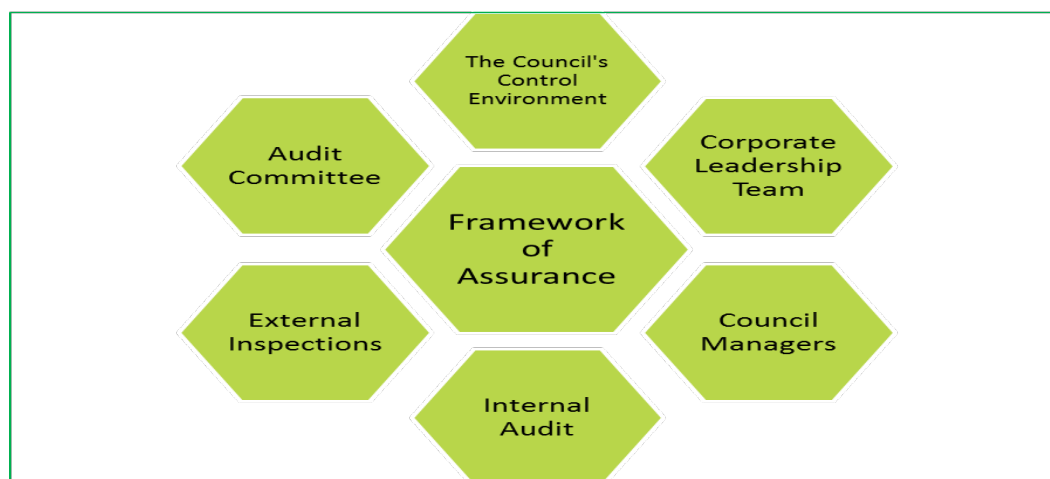 The Council's
Control
Environment
Audit
Committee
Corporate
Leadership
Team
Framework
of
Assurance
External
Inspections
Council
Managers
Internal
Audit